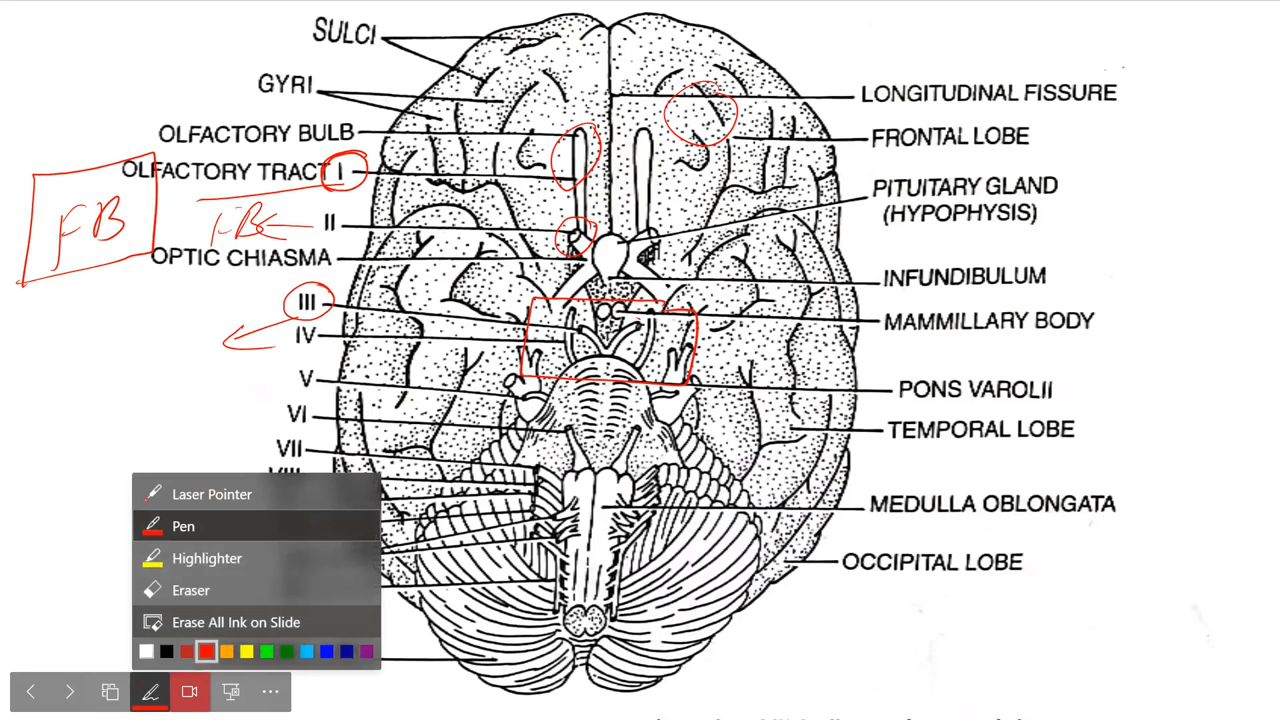 SULCI
GYRI
OLFACTORY BULB
OLFACTORY TRACT I
FB
FB
II
OPTIC CHIASMA
III
IV
V
VI
VII
LONGITUDINAL FISSURE
FRONTAL LOBE
PITUITARY GLAND
(HYPOPHYSIS)
INFUNDIBULUM
MAMMILLARY BODY
PONS VAROLII
TEMPORAL LOBE
MEDULLA OBLONGATA
OCCIPITAL LOBE
Laser Pointer
Pen
Highlighter
Eraser
Erase All Ink on Slide